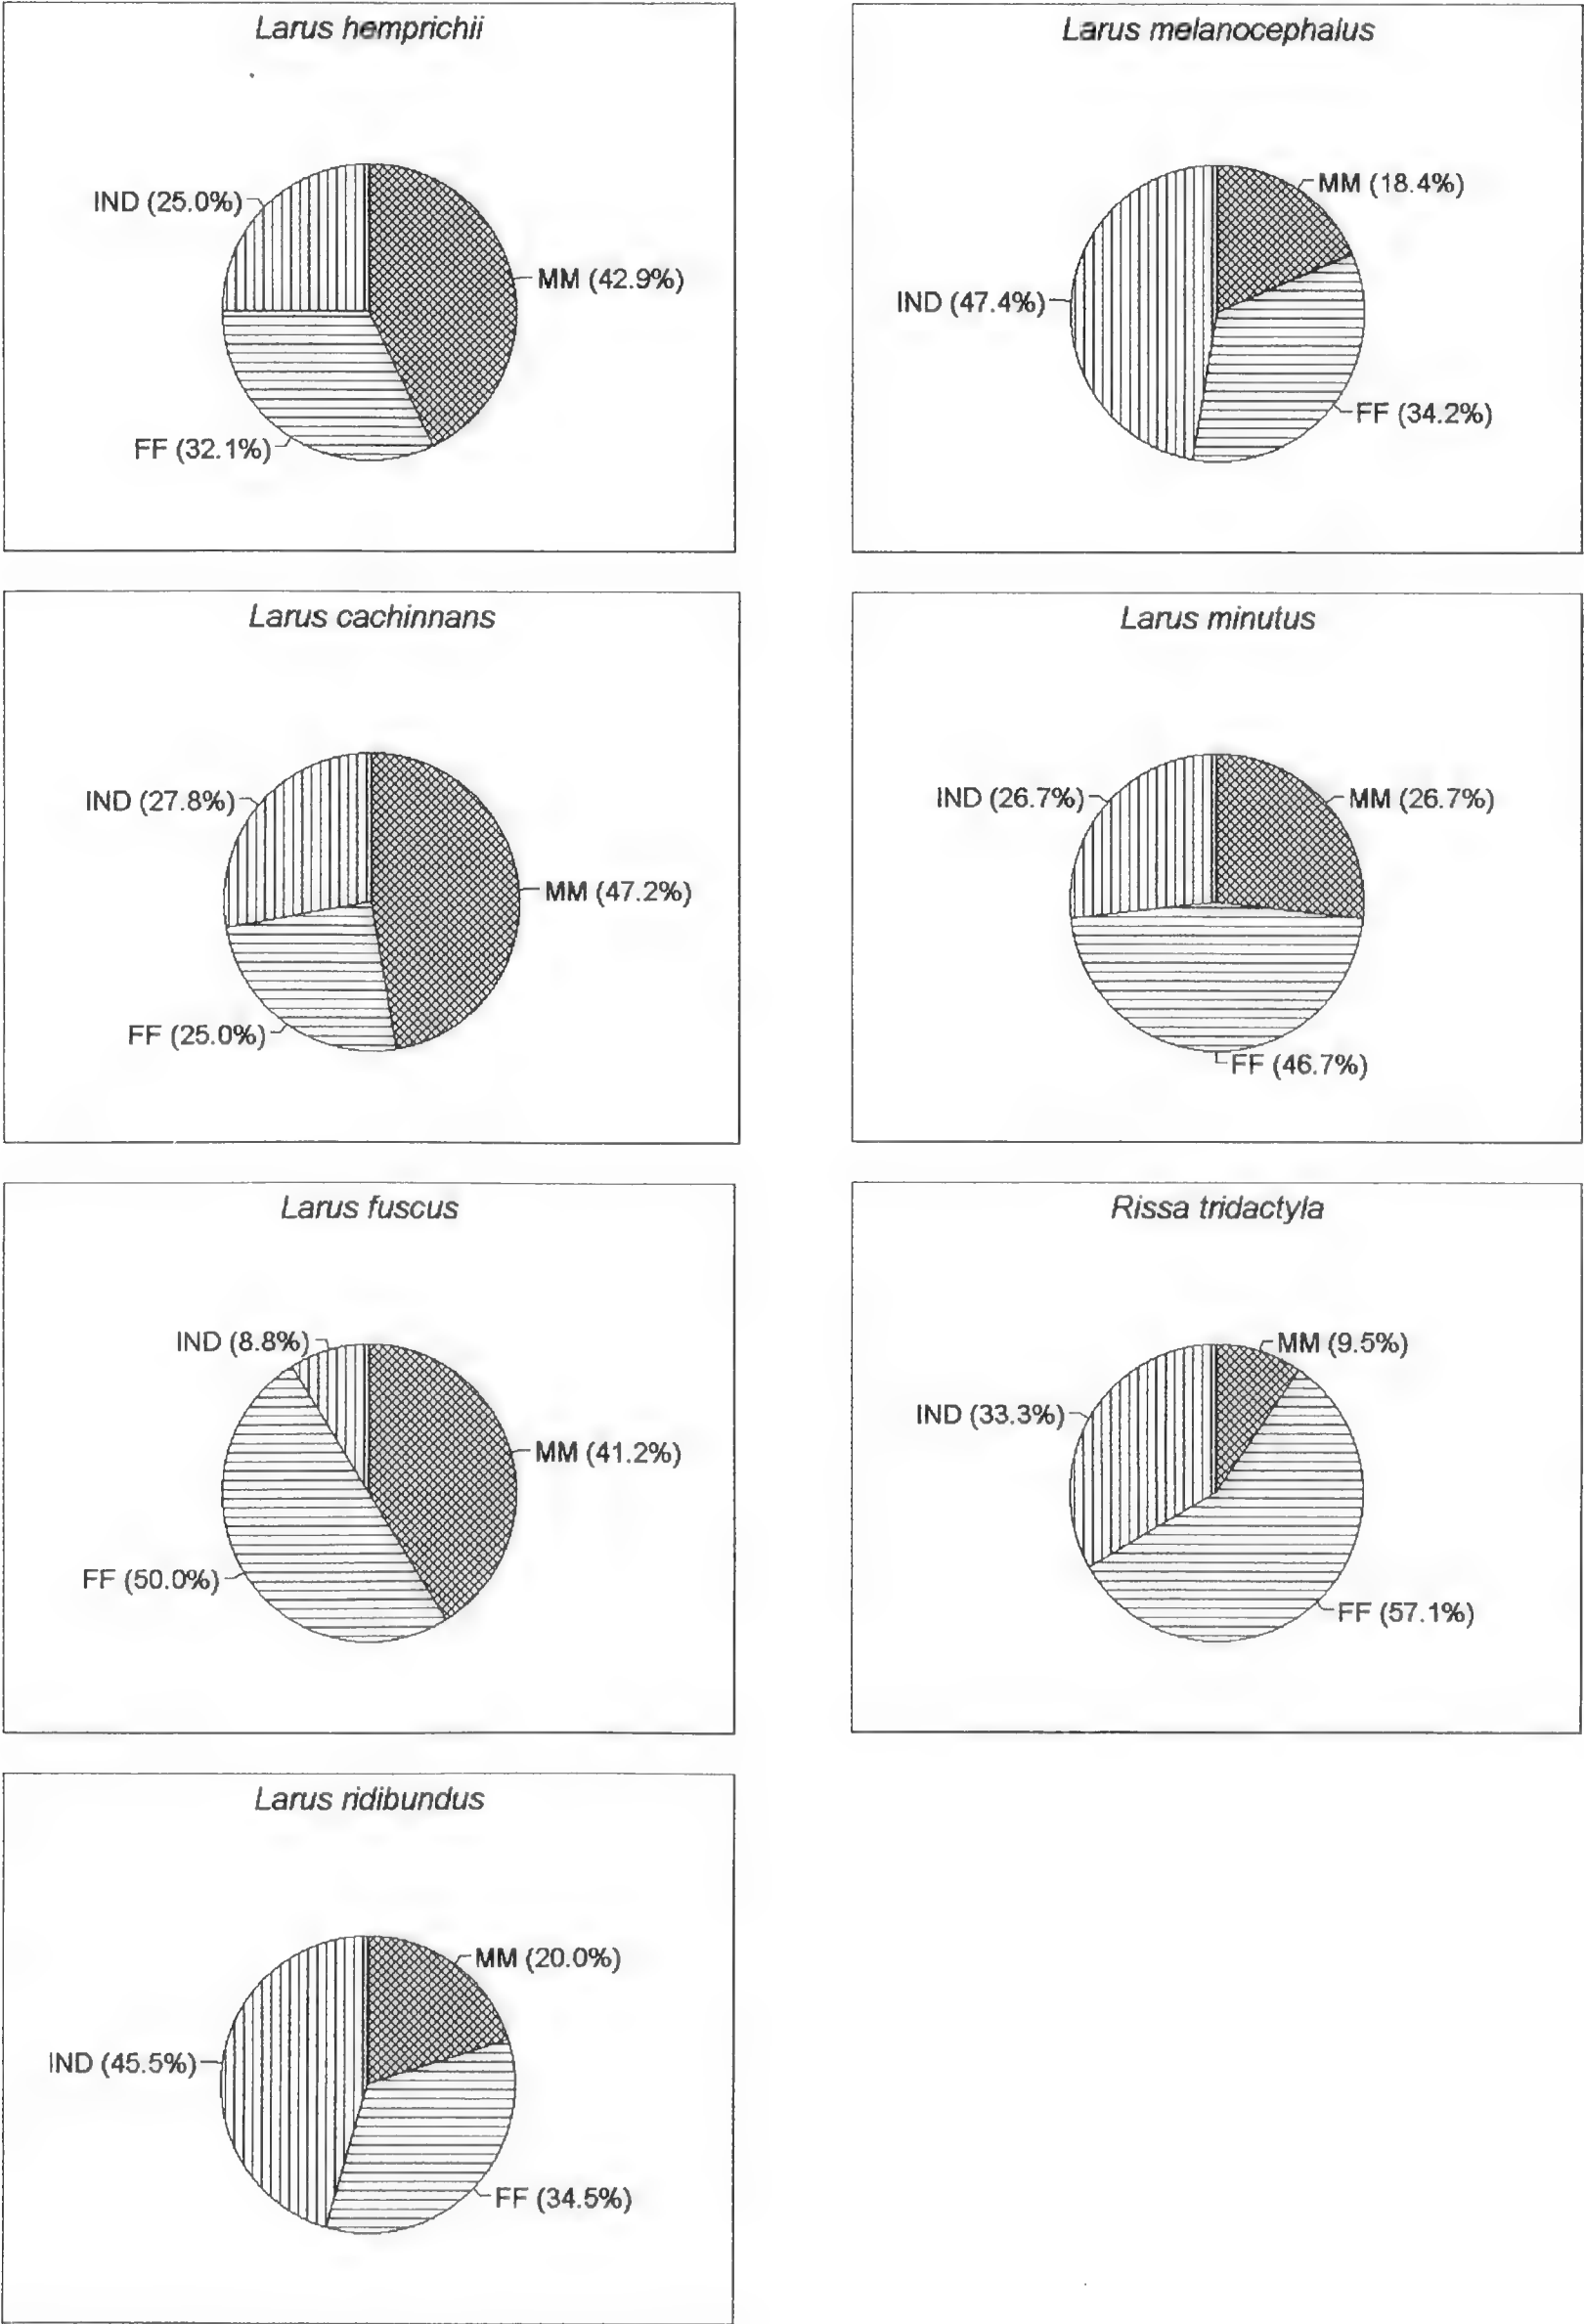 Larus hemprichii
IND (25.0%)
MM (42.9%)
FF (32.1%)
Larus melanocephalus
MM (18.4%)
IND (47.4%)
FF (34.2%)
Larus cachinnans
IND (27.8%)
MM (47.2%)
FF (25.0%)
Larus minutus
IND (26.7%)
MM (26.7%)
FF (46.7%)
Larus fuscus
IND (8.8%)
MM (41.2%)
FF (50.0%)
Rissa tridactyla
MM (9.5%)
IND (33.3%)
FF (57.1%)
Larus ridibundus
MM (20.0%)
IND (45.5%)
FF (34.5%)